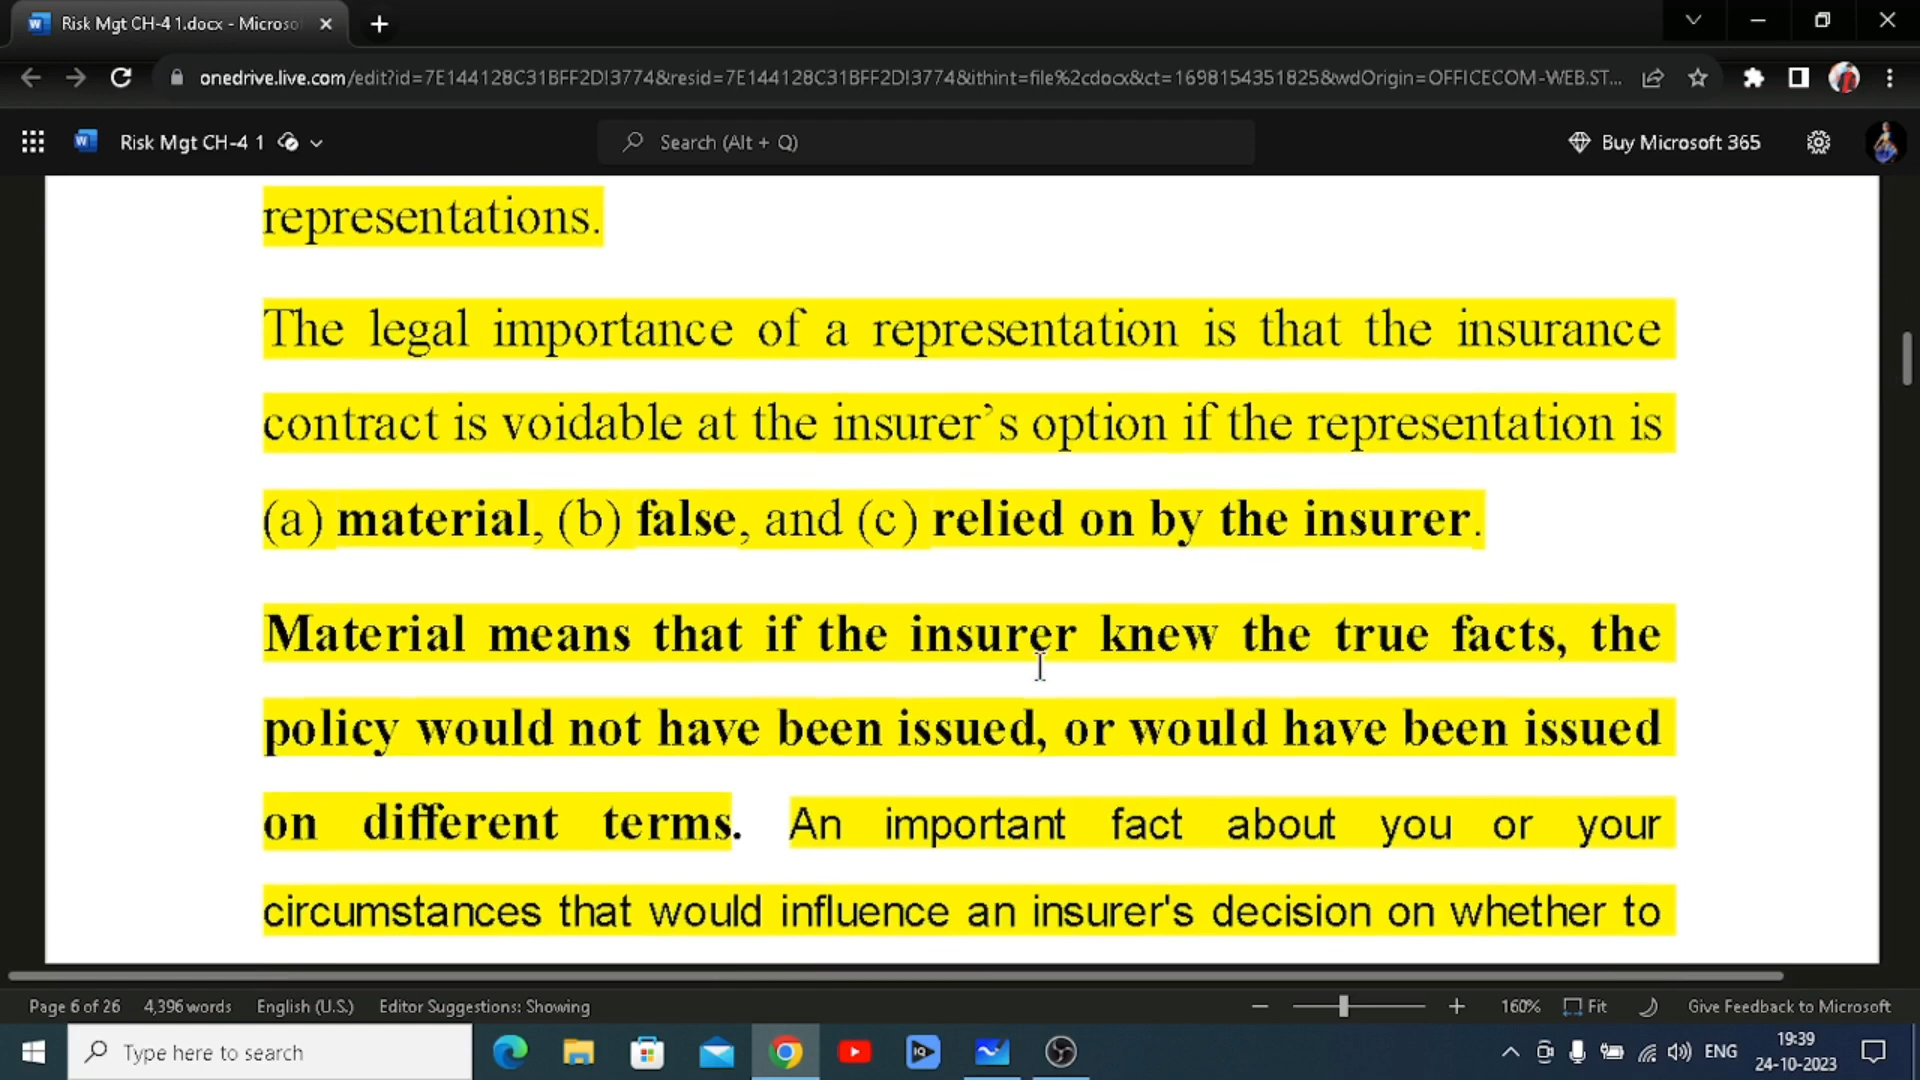 Risk Mgt CH-4 1.docx - Microso
onedrive.live.com/edit?id=7E144128C31BFF2D!3774&resid=7E144128C31BFF2D!3774&ithint=file%2cdocx&ct=1698154351825&wdOrigin=OFFICECOM-WEB.ST...
Risk Mgt CH-4 1
Search (Alt + Q)
Buy Microsoft 365
representations.
The legal importance of a representation is that the insurance
contract is voidable at the insurer’s option if the representation is
(a) material, (b) false, and (c) relied on by the insurer.
Material means that if the insurer knew the true facts, the
policy would not have been issued, or would have been issued
on different terms. An important fact about you or your
circumstances that would influence an insurer's decision on whether to
Page 6 of 26 4,396 words English (U.S.) Editor Suggestions: Showing 160% Fit Give Feedback to Microsoft
Type here to search
ENG
19:39
24-10-2023